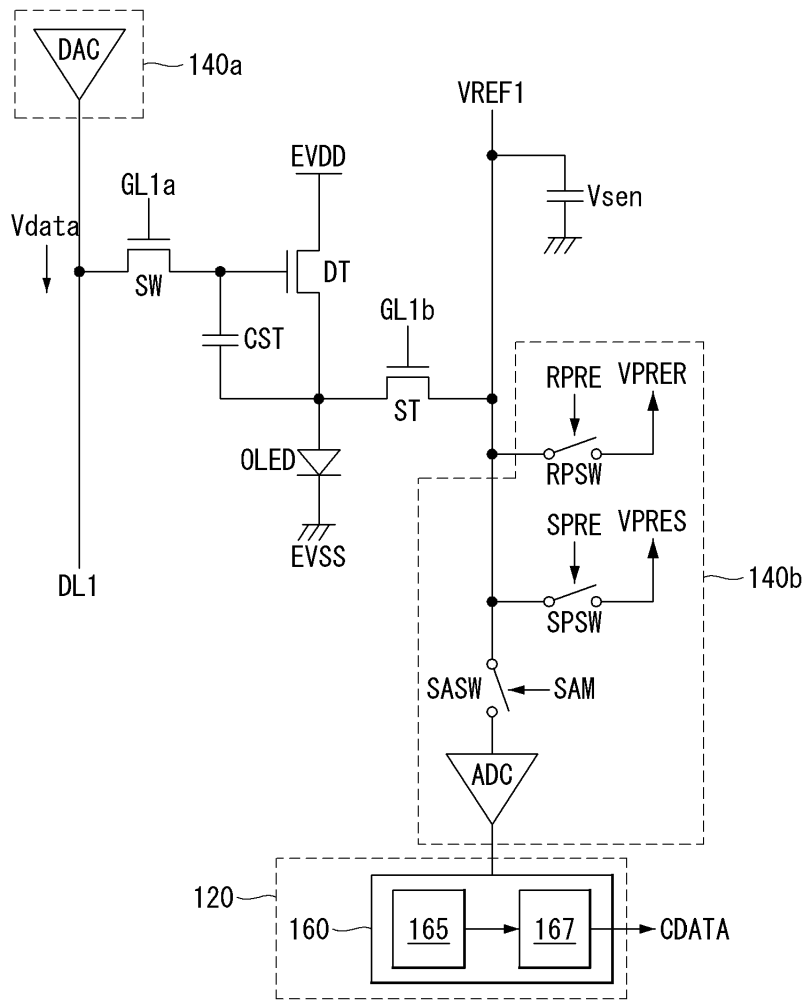 DAC
140a
VREF1
EVDD
GL1a
Vsen
Vdata
DT
SW
GL1b
CST
RPRE
VPRER
ST
OLED
RPSW
SPRE
VPRES
EVSS
DL1
140b
SPSW
SASW
SAM
ADC
120
160
165
167
CDATA